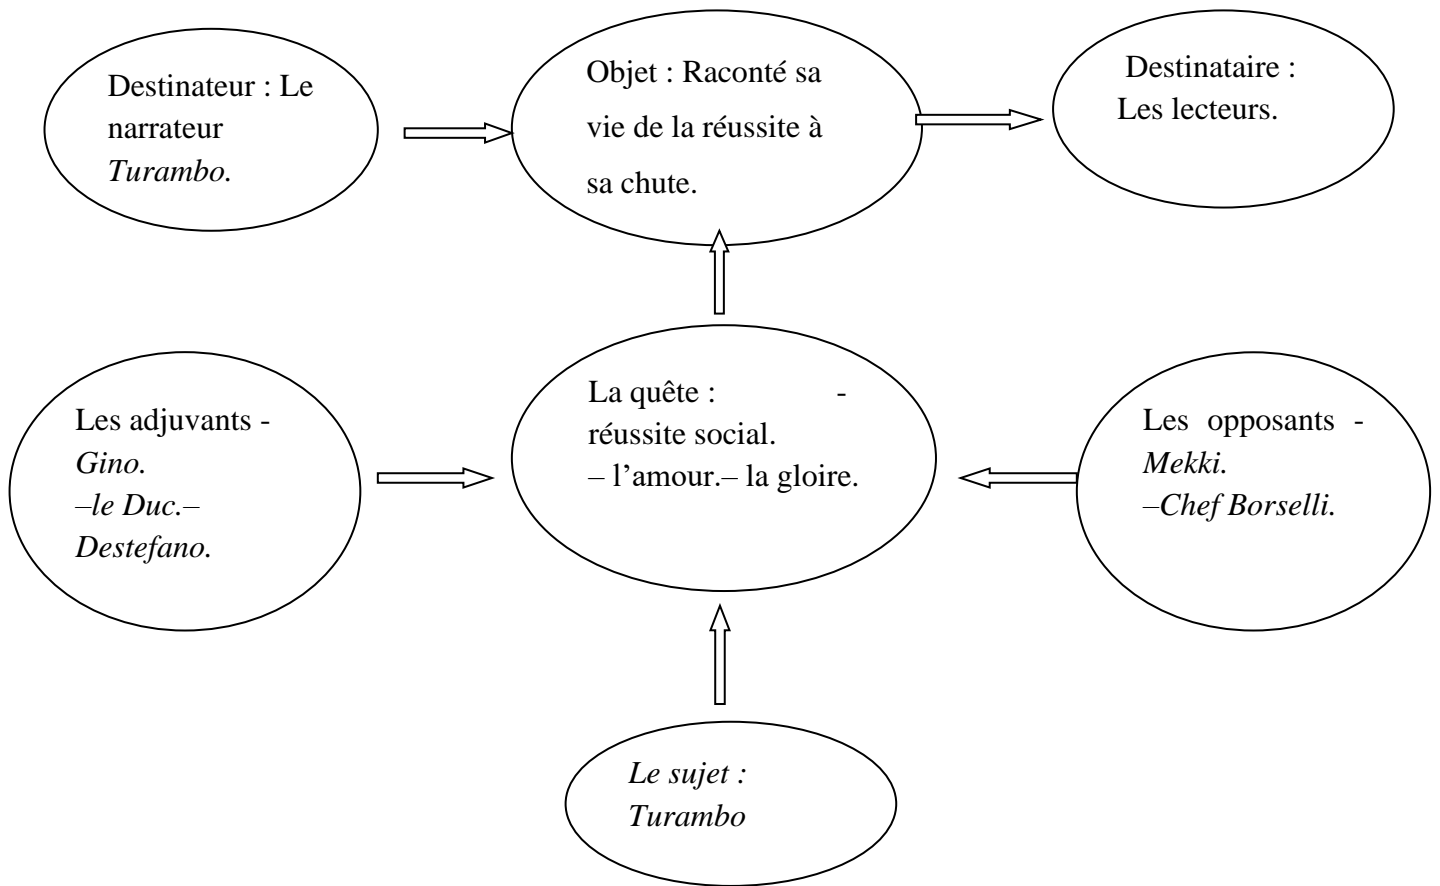 Destinateur : Le
narrateur
Turambo.
Objet : Raconté sa
vie de la réussite à
sa chute.
Destinataire :
Les lecteurs.
Les adjuvants -
Gino.
–le Duc.–
Destefano.
La quête : -
réussite social.
– l’amour.– la gloire.
Les opposants -
Mekki.
–Chef Borselli.
Le sujet :
Turambo